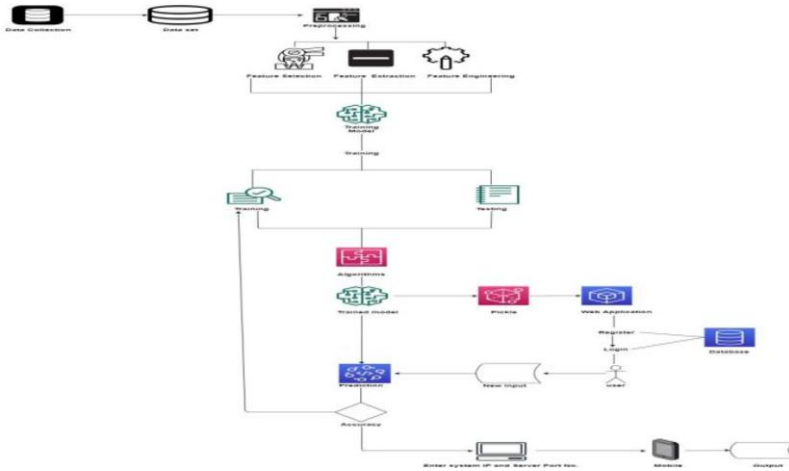 Data Collection
Data set
Preprocessing
Feature Selection
Feature Extraction
Feature Engineering
Training
Model
Training
Training
Testing
Algorithms
Trained model
Pickle
Web Application
Register
Login
Database
Prediction
New input
user
Accuracy
Enter system IP and Server Port No.
Mobile
Output